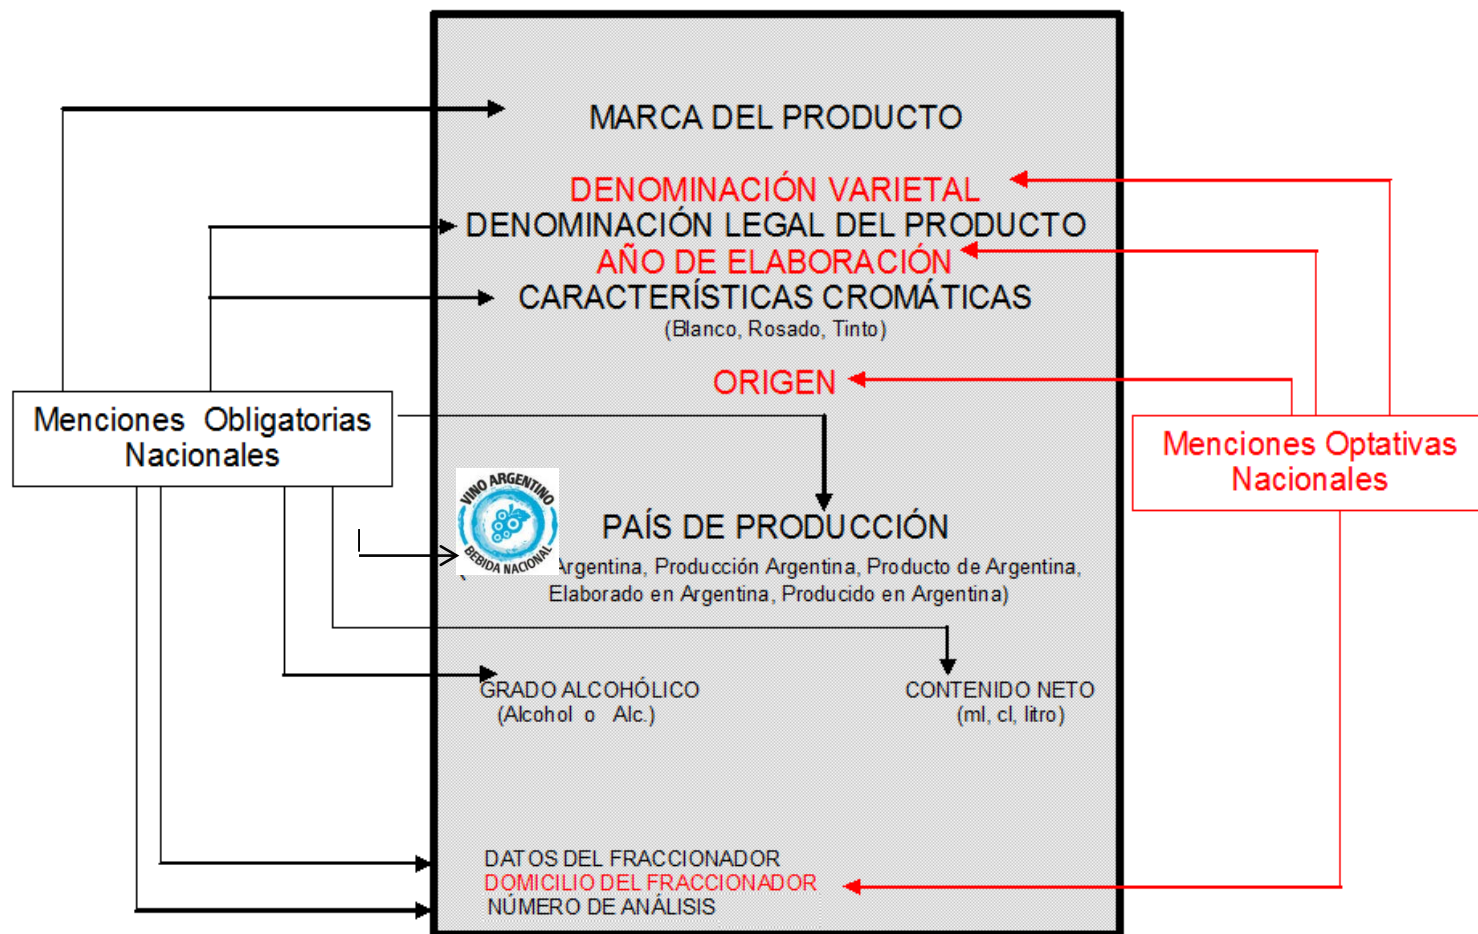 MARCA DEL PRODUCTO
DENOMINACIÓN VARIETAL
DENOMINACIÓN LEGAL DEL PRODUCTO
AÑO DE ELABORACIÓN
CARACTERÍSTICAS CROMÁTICAS
(Blanco, Rosado, Tinto)
ORIGEN
Menciones Obligatorias
Nacionales
Menciones Optativas
Nacionales
VINO ARGENTINO
BEBIDA NACIONAL
PAÍS DE PRODUCCIÓN
Argentina, Producción Argentina, Producto de Argentina,
Elaborado en Argentina, Producido en Argentina)
GRADO ALCOHÓLICO
(Alcohol o Alc.)
CONTENIDO NETO
(ml, cl, litro)
DATOS DEL FRACCIONADOR
DOMICILIO DEL FRACCIONADOR
NÚMERO DE ANÁLISIS